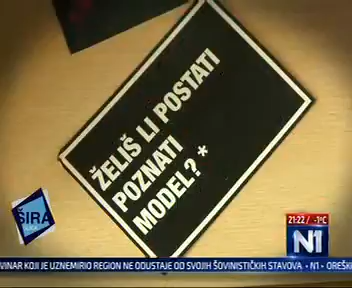 ŽELIŠ LI POSTATI
POZNATI
MODEL? *
ŠIRA
21:22 / -1°C
N1
VINAR KOJI JE UZNEMIRIO REGION NE ODUSTAJE OD SVOJIH ŠOVINISTIČKIH STAVOVA • N1 • OREŠKI